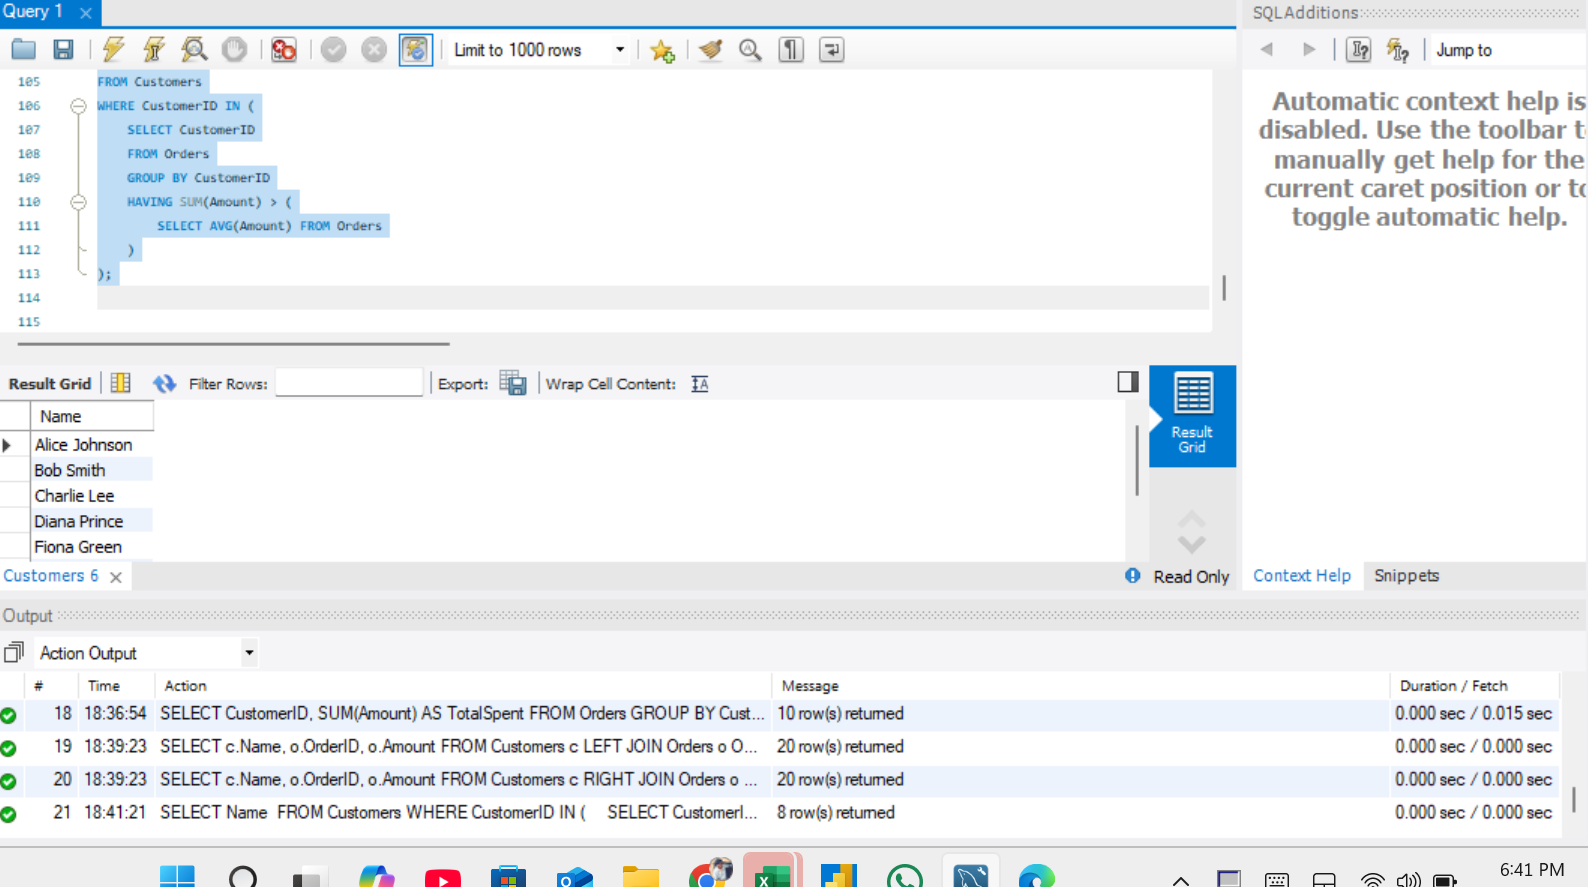 Query 1
SQLAdditions
Limit to 1000 rows
Jump to
105 FROM Customers
106 WHERE CustomerID IN (
107 SELECT CustomerID
108 FROM Orders
109 GROUP BY CustomerID
110 HAVING SUM(Amount) > (
111 SELECT AVG(Amount) FROM Orders
112 )
113 );
114
115
Automatic context help is
disabled. Use the toolbar t
manually get help for the
current caret position or to
toggle automatic help.
Result Grid
Filter Rows:
Export:
Wrap Cell Content:
Name
Alice Johnson
Bob Smith
Charlie Lee
Diana Prince
Fiona Green
Result
Grid
Customers 6
Read Only
Context Help
Snippets
Output
Action Output
# Time Action Message Duration / Fetch
18 18:36:54 SELECT CustomerID, SUM(Amount) AS TotalSpent FROM Orders GROUP BY Cust... 10 row(s) returned 0.000 sec / 0.015 sec
19 18:39:23 SELECT c.Name, o.OrderID, o.Amount FROM Customers c LEFT JOIN Orders o O... 20 row(s) returned 0.000 sec / 0.000 sec
20 18:39:23 SELECT c.Name, o.OrderID, o.Amount FROM Customers c RIGHT JOIN Orders o ... 20 row(s) returned 0.000 sec / 0.000 sec
21 18:41:21 SELECT Name FROM Customers WHERE CustomerID IN ( SELECT CustomerI... 8 row(s) returned 0.000 sec / 0.000 sec
6:41 PM